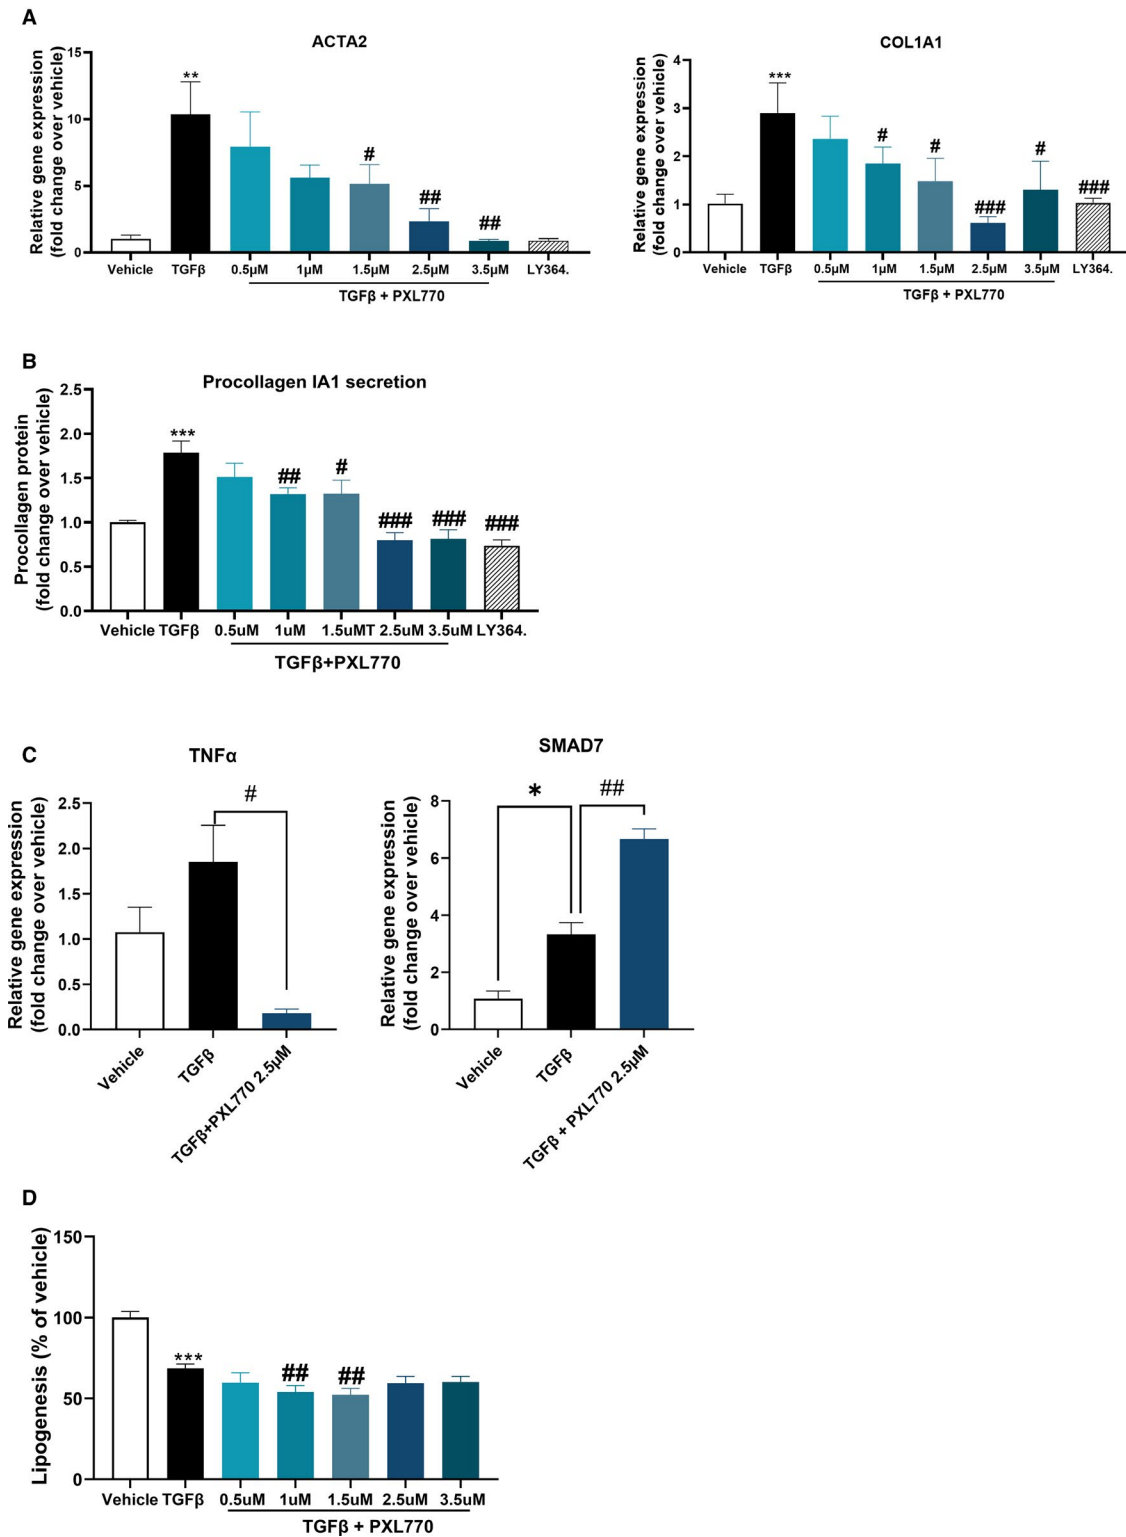 A
ACTA2
Relative gene expression
(fold change over vehicle)
15
10
5
0
**
#
##
##
Vehicle TGFβ 0.5µM 1µM 1.5µM 2.5µM 3.5µM LY364.
TGFβ + PXL770
COL1A1
Relative gene expression
(fold change over vehicle)
4
3
2
1
0
***
#
#
###
#
###
Vehicle TGFβ 0.5µM 1µM 1.5µM 2.5µM 3.5µM LY364.
TGFβ + PXL770
B
Procollagen IA1 secretion
Procollagen protein
(fold change over vehicle)
2.5
2.0
1.5
1.0
0.5
0.0
***
##
#
###
###
###
Vehicle TGFβ 0.5uM 1uM 1.5uMT 2.5uM 3.5uM LY364.
TGFβ+PXL770
C
TNFα
Relative gene expression
(fold change over vehicle)
2.5
2.0
1.5
1.0
0.5
0.0
#
Vehicle
TGFβ
TGFβ+PXL770 2.5µM
SMAD7
Relative gene expression
(fold change over vehicle)
8
6
4
2
0
*
##
Vehicle
TGFβ
TGFβ + PXL770 2.5µM
D
Lipogenesis (% of vehicle)
150
100
50
0
***
##
##
Vehicle TGFβ 0.5uM 1uM 1.5uM 2.5uM 3.5uM
TGFβ + PXL770